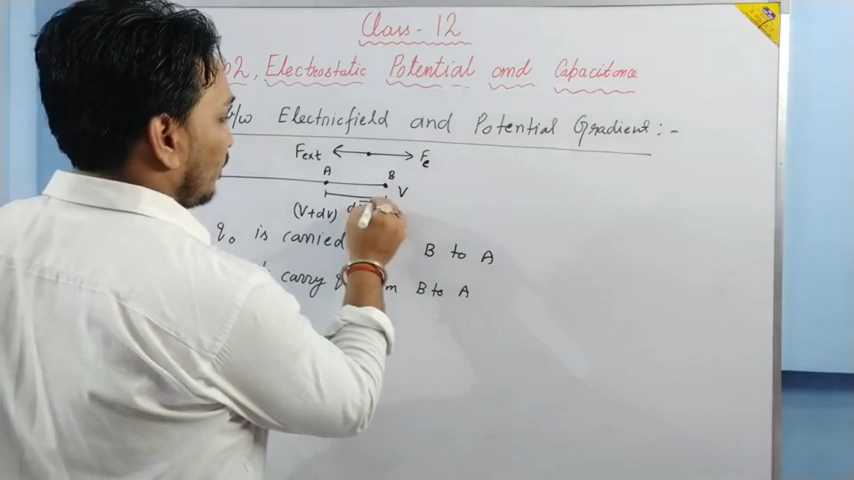 Class-12
2, Electrostatic Potential and Capacitance
b/w Electricfield and Potential Gradient:-
Fext Fe
A B
V
(V+dv)
q₀ is carried B to A
carry B to A